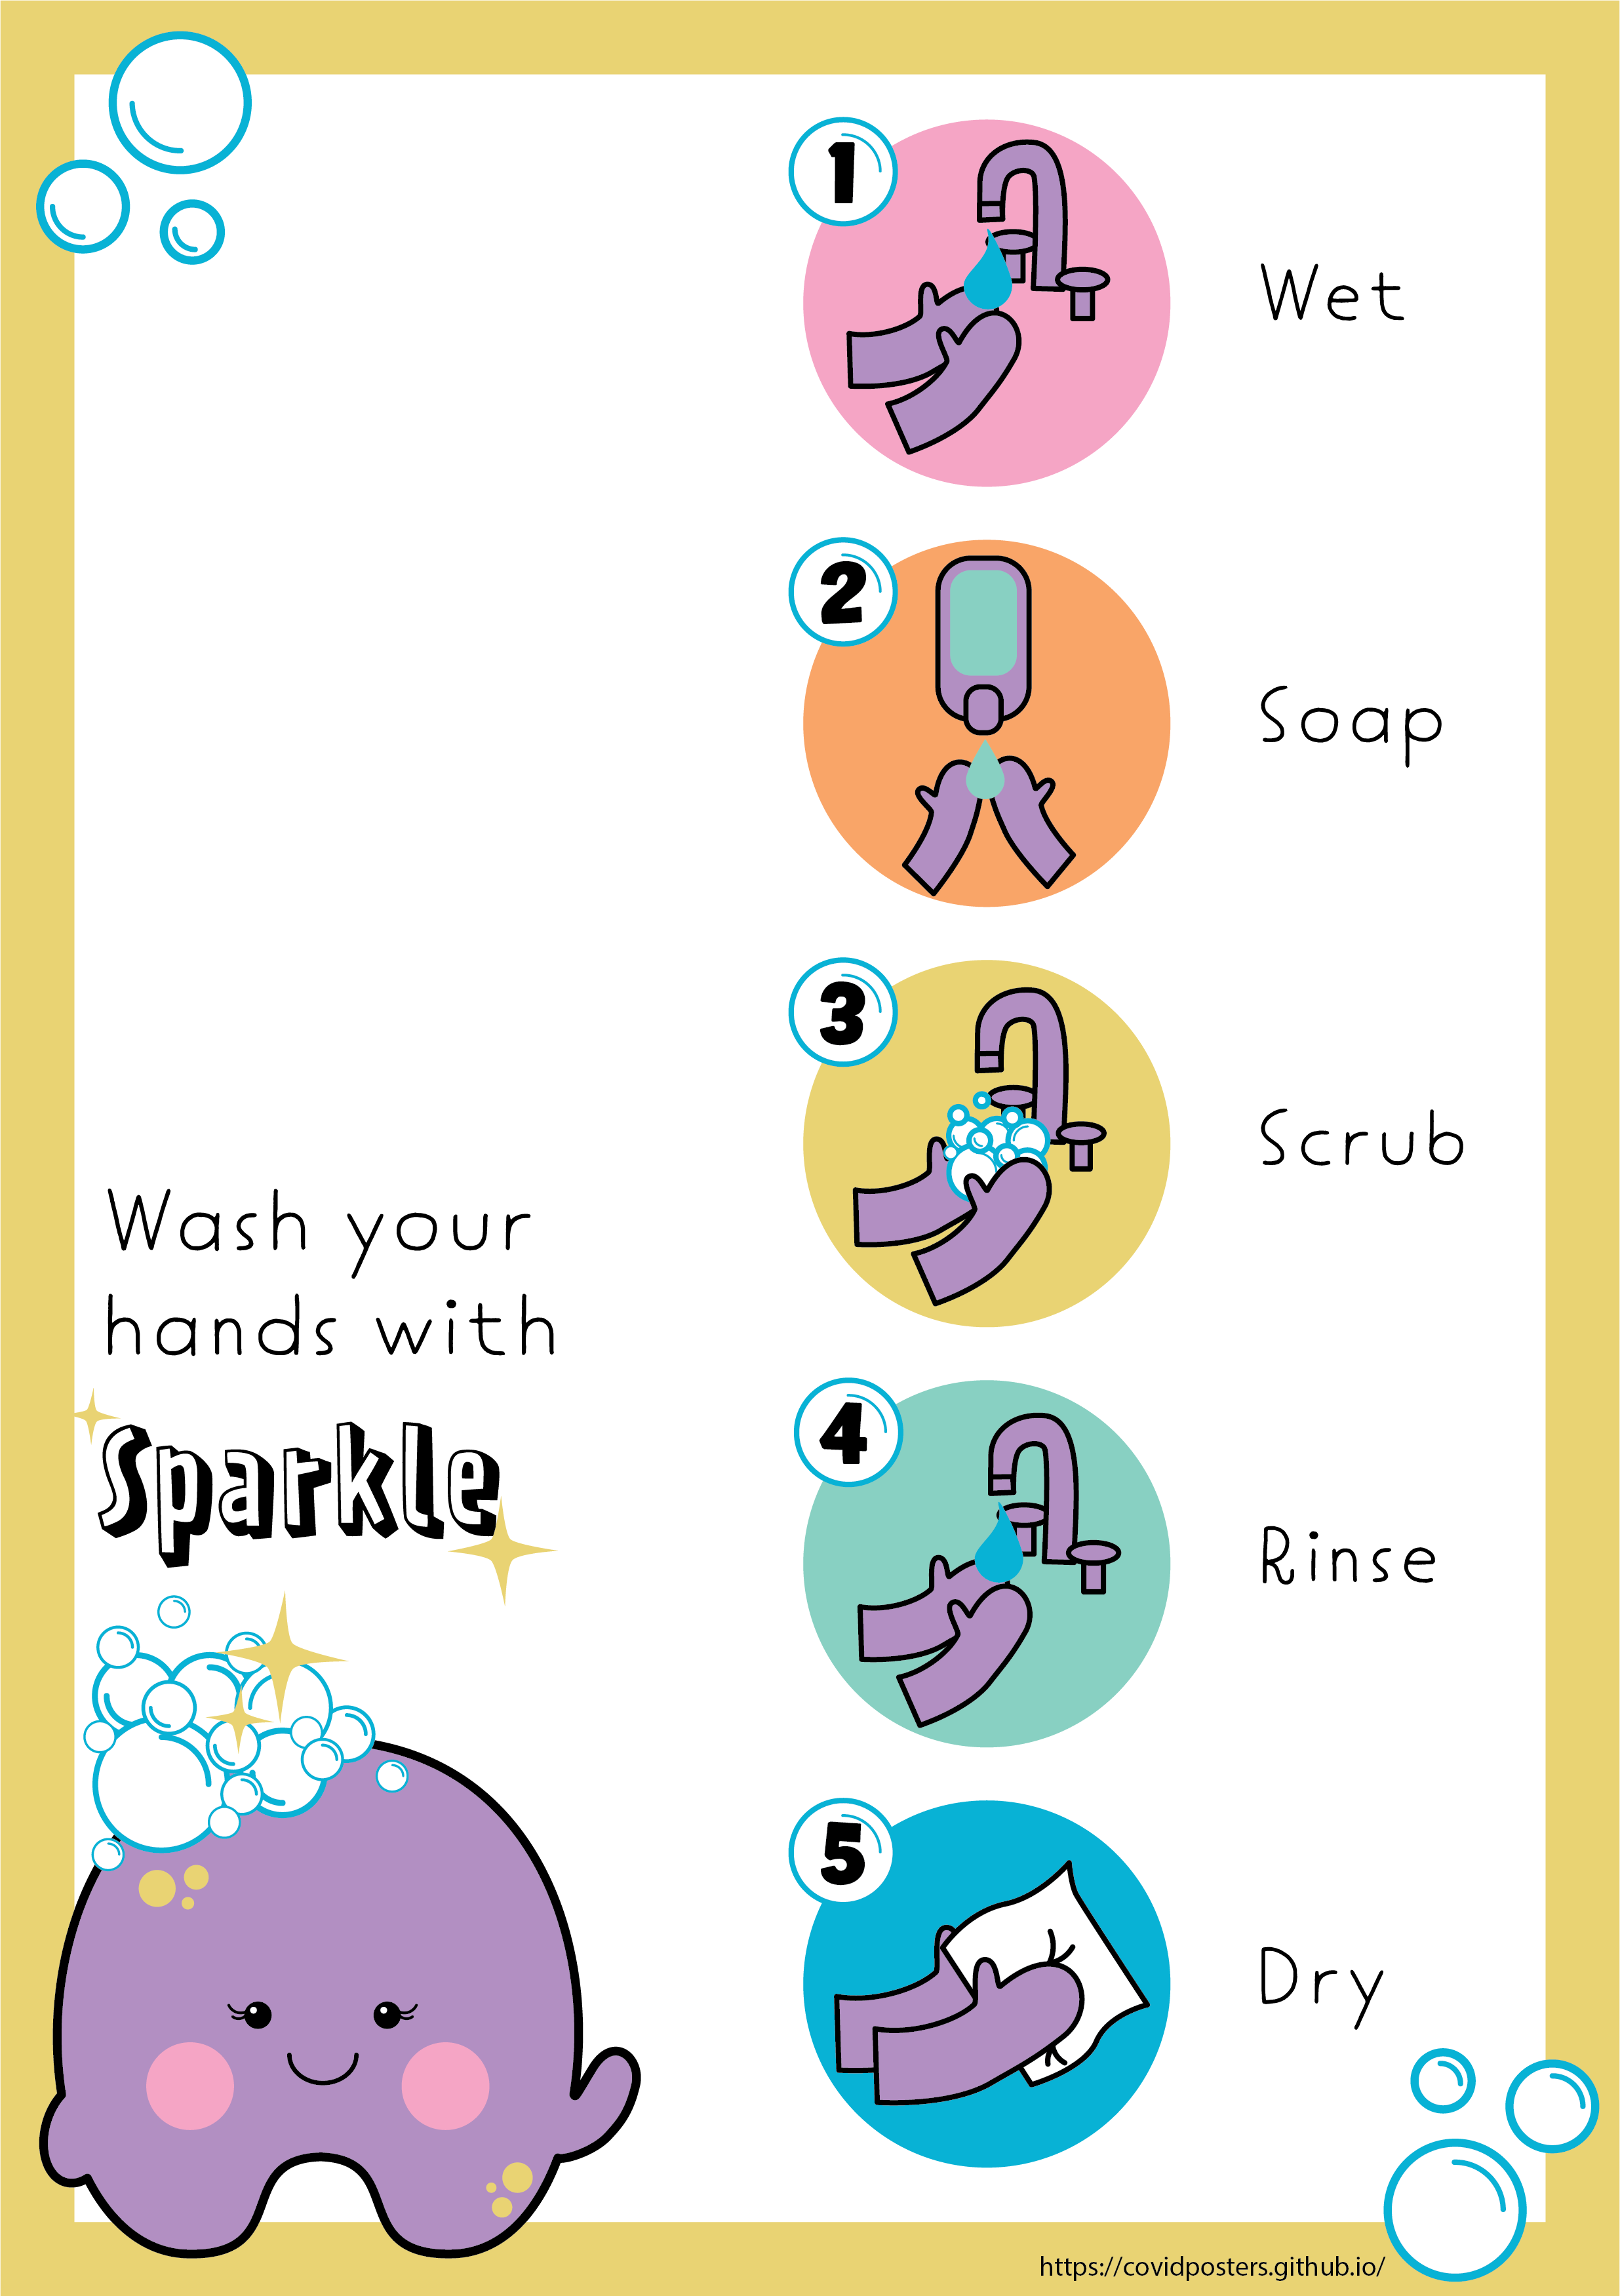 1
Wet
2
Soap
3
Scrub
Wash your
hands with
Sparkle
4
Rinse
5
Dry
https://covidposters.github.io/